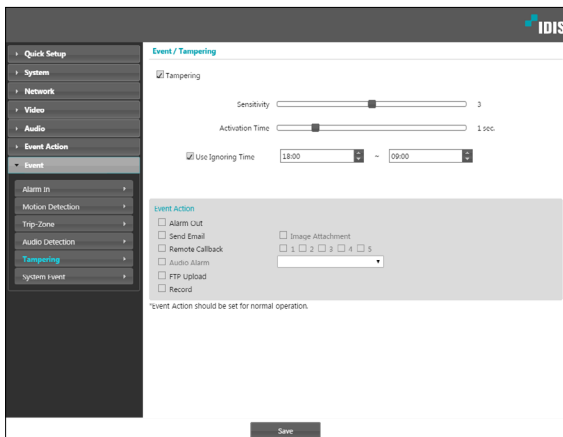 IDIS
Quick Setup
System
Network
Video
Audio
Event Action
Event
Alarm In
Motion Detection
Trip-Zone
Audio Detection
Tampering
System Event
Event / Tampering
Tampering
Sensitivity 3
Activation Time 1 sec.
Use Ignoring Time 18:00 ~ 09:00
Event Action
Alarm Out
Send Email Image Attachment
Remote Callback 1 2 3 4 5
Audio Alarm
FTP Upload
Record
*Event Action should be set for normal operation.
Save